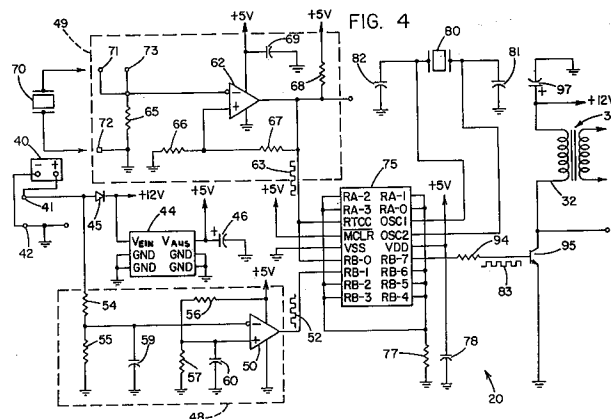 FIG. 4
+5V
+5V
49
71
73
69
62
68
70
65
66
67
72
63
40
41
42
45
+12V
+5V
44
46
V EIN
V AUS
GND
GND
GND
GND
54
55
59
56
57
60
50
+5V
52
48
82
80
81
97
+12V
32
75
RA-2
RA-1
RA-3
RA-0
RTCC
OSC1
MCLR
OSC2
VSS
VDD
RB-0
RB-7
RB-1
RB-6
RB-2
RB-5
RB-3
RB-4
+5V
94
95
83
77
78
20